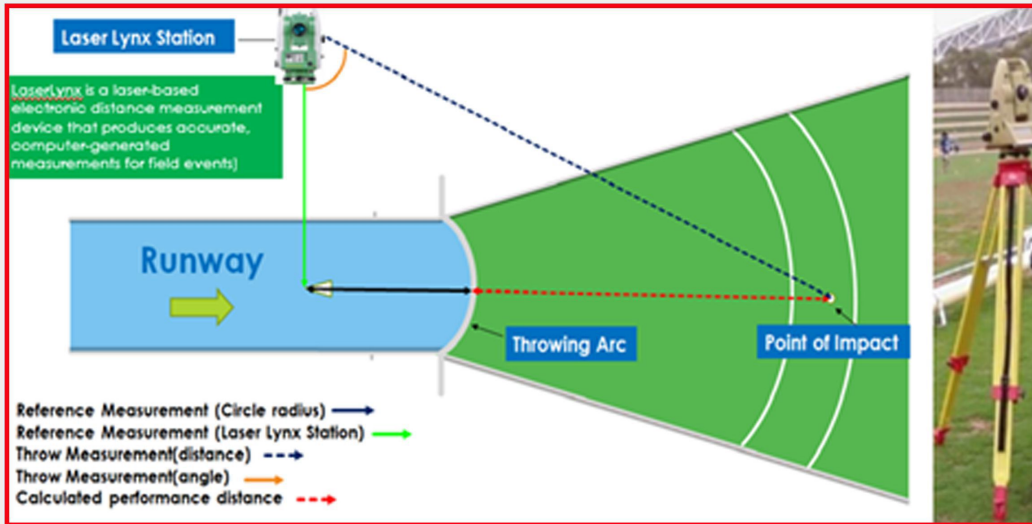 Laser Lynx Station
LaserLynx is a laser-based
electronic distance measurement
device that produces accurate,
computer-generated
measurements for field events)
Runway
Throwing Arc
Point of Impact
Reference Measurement (Circle radius)
Reference Measurement (Laser Lynx Station)
Throw Measurement(distance)
Throw Measurement(angle)
Calculated performance distance